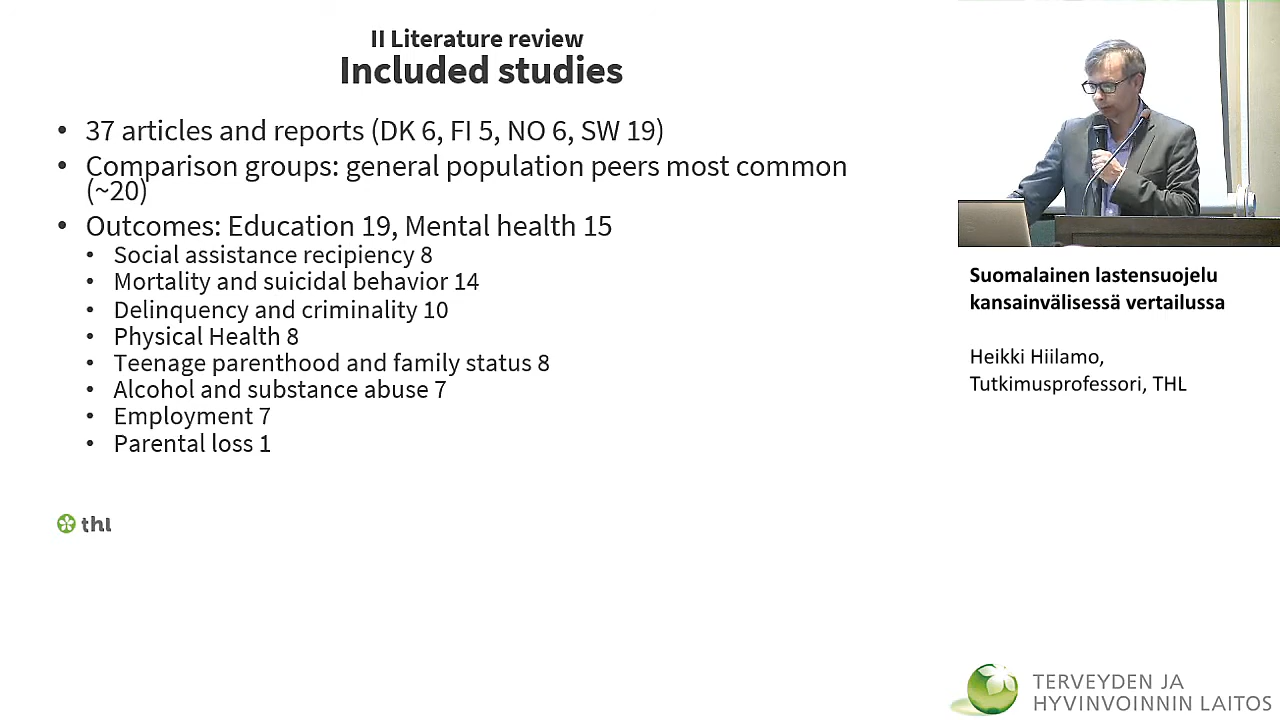 II Literature review
Included studies
• 37 articles and reports (DK 6, FI 5, NO 6, SW 19)
• Comparison groups: general population peers most common
(~20)
• Outcomes: Education 19, Mental health 15
• Social assistance recipiency 8
• Mortality and suicidal behavior 14
• Delinquency and criminality 10
• Physical Health 8
• Teenage parenthood and family status 8
• Alcohol and substance abuse 7
• Employment 7
• Parental loss 1
thl
Suomalainen lastensuojelu
kansainvälisessä vertailussa
Heikki Hiilamo,
Tutkimusprofessori, THL
TERVEYDEN JA
HYVINVOINNIN LAITOS